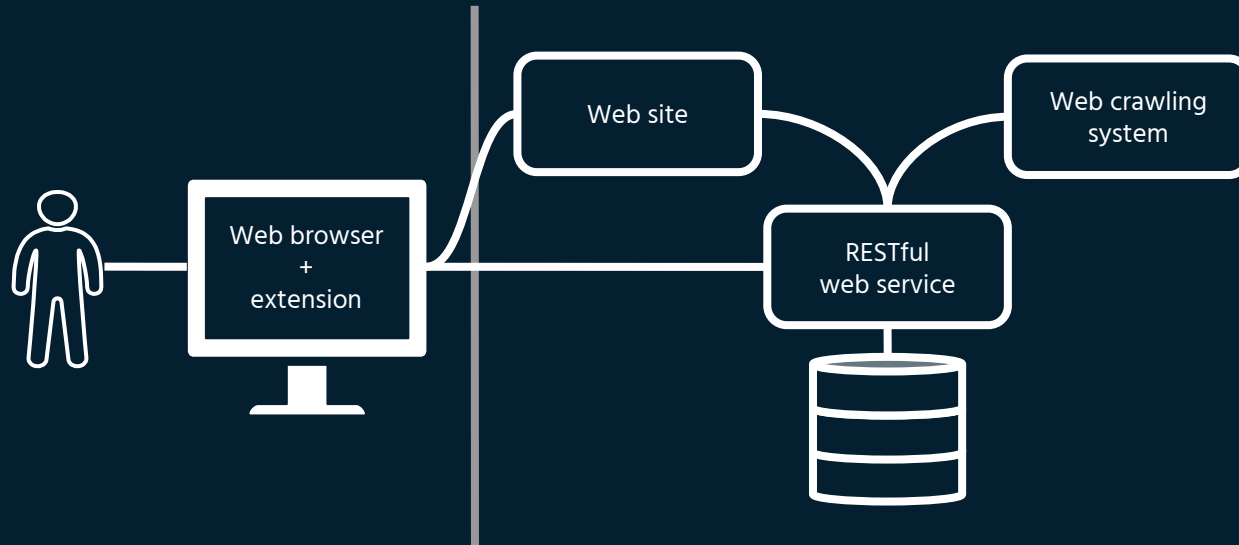 Web site
Web crawling
system
Web browser
+
extension
RESTful
web service